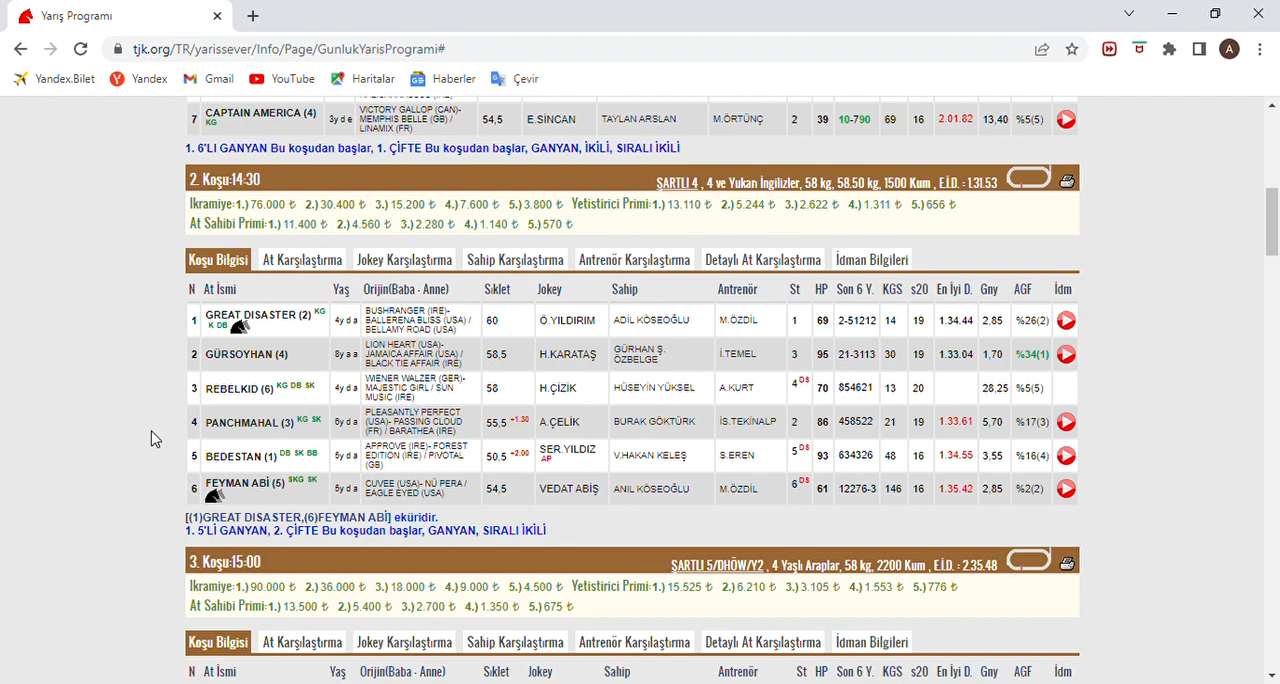 Yarış Programı
tjk.org/TR/yarissever/Info/Page/GunlukYarisProgrami#
A
Yandex.Bilet Yandex Gmail YouTube Haritalar Haberler Çevir
7 CAPTAIN AMERICA (4) KG 3y d e VICTORY GALLOP (CAN)- MEMPHIS BELLE (GB) / LINAMIX (FR) 54,5 E.SİNCAN TAYLAN ARSLAN M.ÖRTÜNÇ 2 39 10-790 69 16 2.01.82 13,40 %5(5)
1. 6'LI GANYAN Bu koşudan başlar, 1. ÇİFTE Bu koşudan başlar, GANYAN, İKİLİ, SIRALI İKİLİ
2. Koşu:14:30 ŞARTLI 4 , 4 ve Yukarı İngilizler, 58 kg, 58.50 kg, 1500 Kum , E.İ.D. : 1.31.53
İkramiye:1.) 76.000 ₺ 2.) 30.400 ₺ 3.) 15.200 ₺ 4.) 7.600 ₺ 5.) 3.800 ₺ Yetistirici Primi:1.) 13.110 ₺ 2.) 5.244 ₺ 3.) 2.622 ₺ 4.) 1.311 ₺ 5.) 656 ₺
At Sahibi Primi:1.) 11.400 ₺ 2.) 4.560 ₺ 3.) 2.280 ₺ 4.) 1.140 ₺ 5.) 570 ₺
Koşu Bilgisi At Karşılaştırma Jokey Karşılaştırma Sahip Karşılaştırma Antrenör Karşılaştırma Detaylı At Karşılaştırma İdman Bilgileri
N At İsmi Yaş Orijin(Baba - Anne) Sıklet Jokey Sahip Antrenör St HP Son 6 Y. KGS s20 En İyi D. Gny AGF İdm
1 GREAT DISASTER (2) KG K DB 4y d a BUSHRANGER (IRE)- BALLERENA BLISS (USA) / BELLAMY ROAD (USA) 60 Ö.YILDIRIM ADİL KÖSEOĞLU M.ÖZDİL 1 69 2-51212 14 19 1.34.44 2,85 %26(2)
2 GÜRSOYHAN (4) 8y a a LION HEART (USA)- JAMAICA AFFAIR (USA) / BLACK TIE AFFAIR (IRE) 58,5 H.KARATAŞ GÜRHAN Ş. ÖZBELGE İ.TEMEL 3 95 21-3113 30 19 1.33.04 1,70 %34(1)
3 REBELKID (6) KG DB SK 4y d a WIENER WALZER (GER)- MAJESTIC GIRL / SUN MUSIC (IRE) 58 H.ÇİZİK HÜSEYİN YÜKSEL A.KURT 4 DS 70 854621 13 20 28,25 %5(5)
4 PANCHMAHAL (3) KG SK 6y d a PLEASANTLY PERFECT (USA)- PASSING CLOUD (FR) / BARATHEA (IRE) 55,5 +1.50 A.ÇELİK BURAK GÖKTÜRK İS.TEKİNALP 2 86 458522 21 19 1.33.61 5,70 %17(3)
5 BEDESTAN (1) DB SK BB 5y d a APPROVE (IRE)- FOREST EDITION (IRE) / PIVOTAL (GB) 50,5 +2.00 SER.YILDIZ AP V.HAKAN KELEŞ S.EREN 5 DS 93 634326 48 16 1.34.55 3,55 %16(4)
6 FEYMAN ABİ (5) SKG SK 5y d a CUVEE (USA)- NÜ PERA / EAGLE EYED (USA) 54,5 VEDAT ABİŞ ANIL KÖSEOĞLU M.ÖZDİL 6 DS 61 12276-3 146 16 1.35.42 2,85 %2(2)
[(1)GREAT DISASTER,(6)FEYMAN ABİ] eküridir.
1. 5'Lİ GANYAN, 2. ÇİFTE Bu koşudan başlar, GANYAN, SIRALI İKİLİ
3. Koşu:15:00 ŞARTLI 5/DHÖW/Y2 , 4 Yaşlı Araplar, 58 kg, 2200 Kum , E.İ.D. : 2.35.48
İkramiye:1.) 90.000 ₺ 2.) 36.000 ₺ 3.) 18.000 ₺ 4.) 9.000 ₺ 5.) 4.500 ₺ Yetistirici Primi:1.) 15.525 ₺ 2.) 6.210 ₺ 3.) 3.105 ₺ 4.) 1.553 ₺ 5.) 776 ₺
At Sahibi Primi:1.) 13.500 ₺ 2.) 5.400 ₺ 3.) 2.700 ₺ 4.) 1.350 ₺ 5.) 675 ₺
Koşu Bilgisi At Karşılaştırma Jokey Karşılaştırma Sahip Karşılaştırma Antrenör Karşılaştırma Detaylı At Karşılaştırma İdman Bilgileri
N At İsmi Yaş Orijin(Baba - Anne) Sıklet Jokey Sahip Antrenör St HP Son 6 Y. KGS s20 En İyi D. Gny AGF İdm